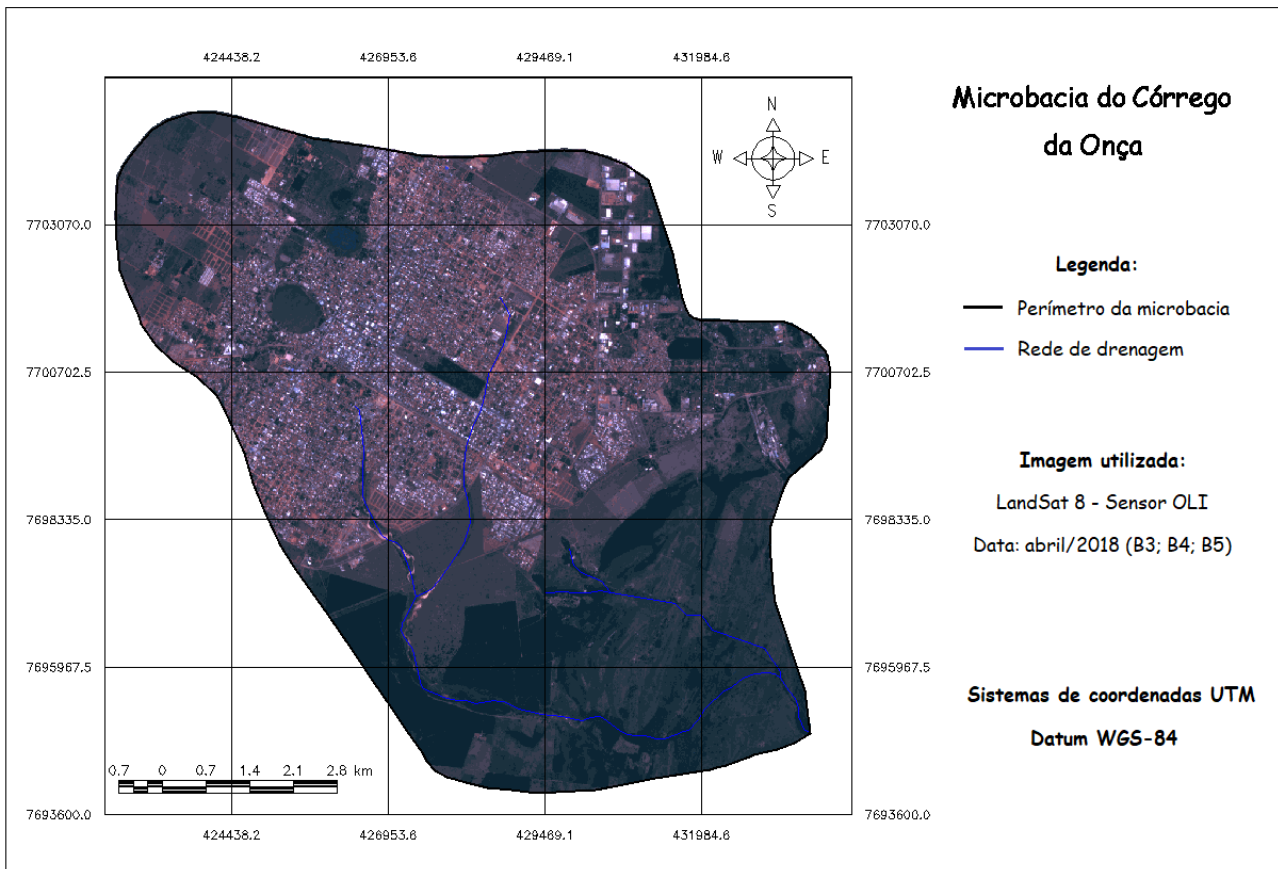 424438.2 426953.6 429469.1 431984.6
Microbacia do Córrego
da Onça
N
W E
S
7703070.0 7703070.0
Legenda:
Perímetro da microbacia
Rede de drenagem
7700702.5 7700702.5
Imagem utilizada:
LandSat 8 - Sensor OLI
7698335.0 7698335.0
Data: abril/2018 (B3; B4; B5)
7695967.5 7695967.5
Sistemas de coordenadas UTM
Datum WGS-84
0.7 0 0.7 1.4 2.1 2.8 km
7693600.0 7693600.0
424438.2 426953.6 429469.1 431984.6